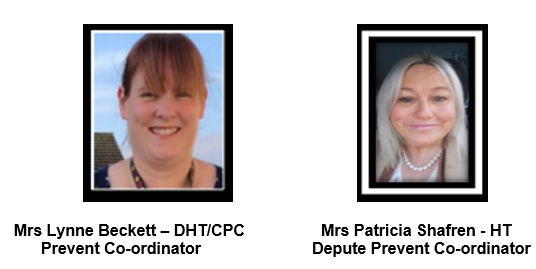 Mrs Lynne Beckett – DHT/CPC
Prevent Co-ordinator
Mrs Patricia Shafren - HT
Depute Prevent Co-ordinator